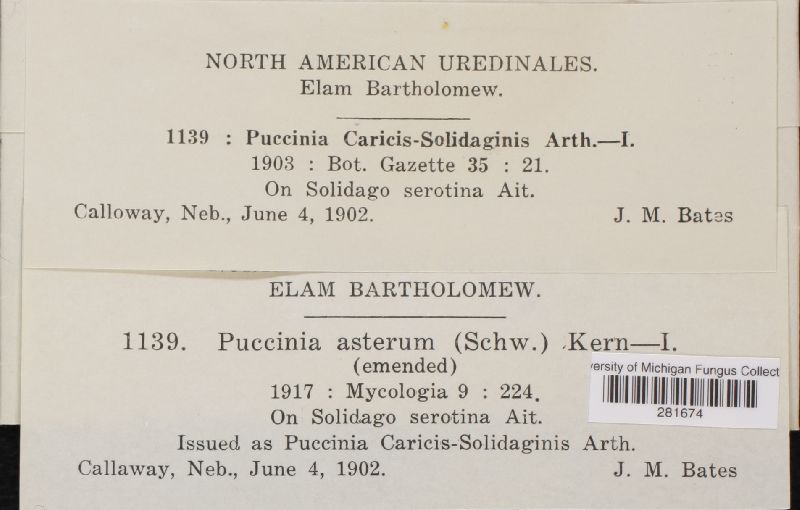 NORTH AMERICAN UREDINALES.
Elam Bartholomew.
1139 : Puccinia Caricis-Solidaginis Arth.—I.
1903 : Bot. Gazette 35 : 21.
On Solidago serotina Ait.
Calloway, Neb., June 4, 1902. J. M. Bates
ELAM BARTHOLOMEW.
1139. Puccinia asterum (Schw.) Kern—I.
(emended)
1917 : Mycologia 9 : 224.
On Solidago serotina Ait.
Issued as Puccinia Caricis-Solidaginis Arth.
Callaway, Neb., June 4, 1902. J. M. Bates
versity of Michigan Fungus Collect
281674